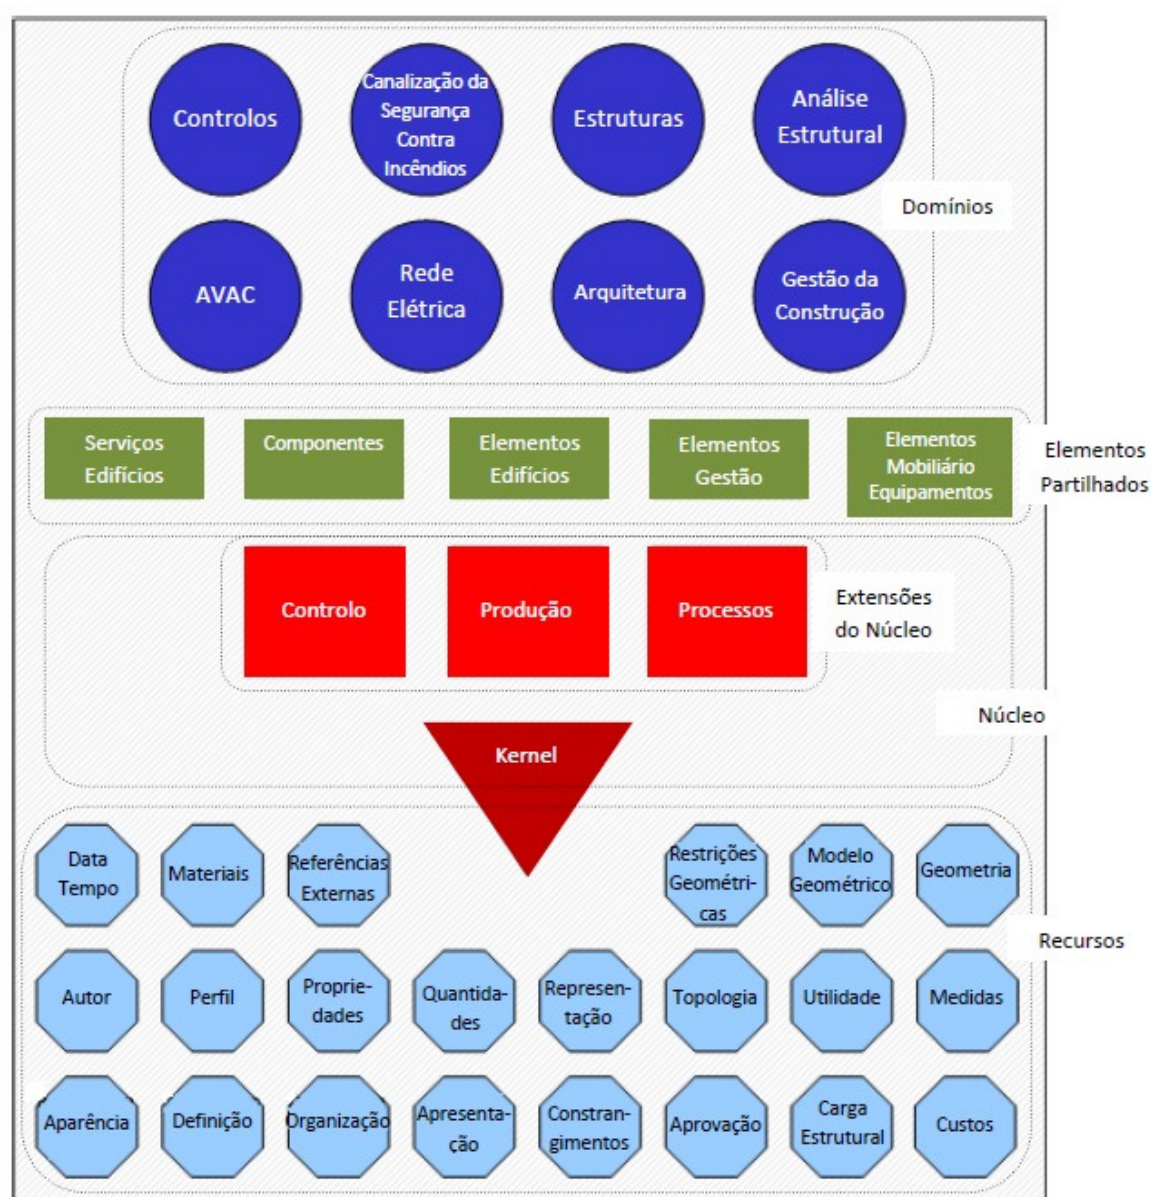 Controlos
Canalização da
Segurança
Contra
Incêndios
Estruturas
Análise
Estrutural
Domínios
AVAC
Rede
Elétrica
Arquitetura
Gestão da
Construção
Serviços
Edifícios
Componentes
Elementos
Edifícios
Elementos
Gestão
Elementos
Mobiliário
Equipamentos
Elementos
Partilhados
Controlo
Produção
Processos
Extensões
do Núcleo
Núcleo
Kernel
Data
Tempo
Materiais
Referências
Externas
Restrições
Geométri-
cas
Modelo
Geométrico
Geometria
Recursos
Autor
Perfil
Proprie-
dades
Quantida-
des
Represen-
tação
Topologia
Utilidade
Medidas
Aparência
Definição
Organização
Apresenta-
ção
Constran-
gimentos
Aprovação
Carga
Estrutural
Custos